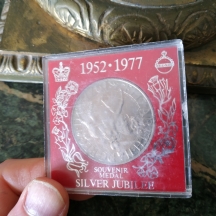 1952 · 1977
SOUVENIR
MEDAL
SILVER JUBILEE